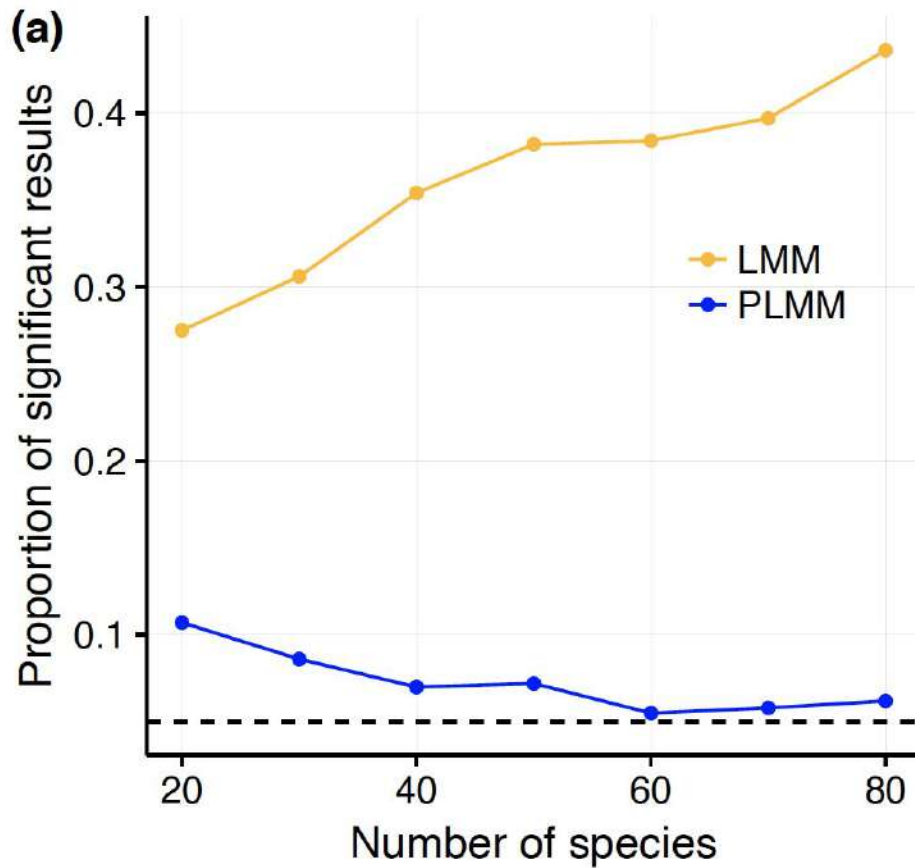 (a)
Proportion of significant results
0.4
0.3
0.2
0.1
LMM
PLMM
20 40 60 80
Number of species